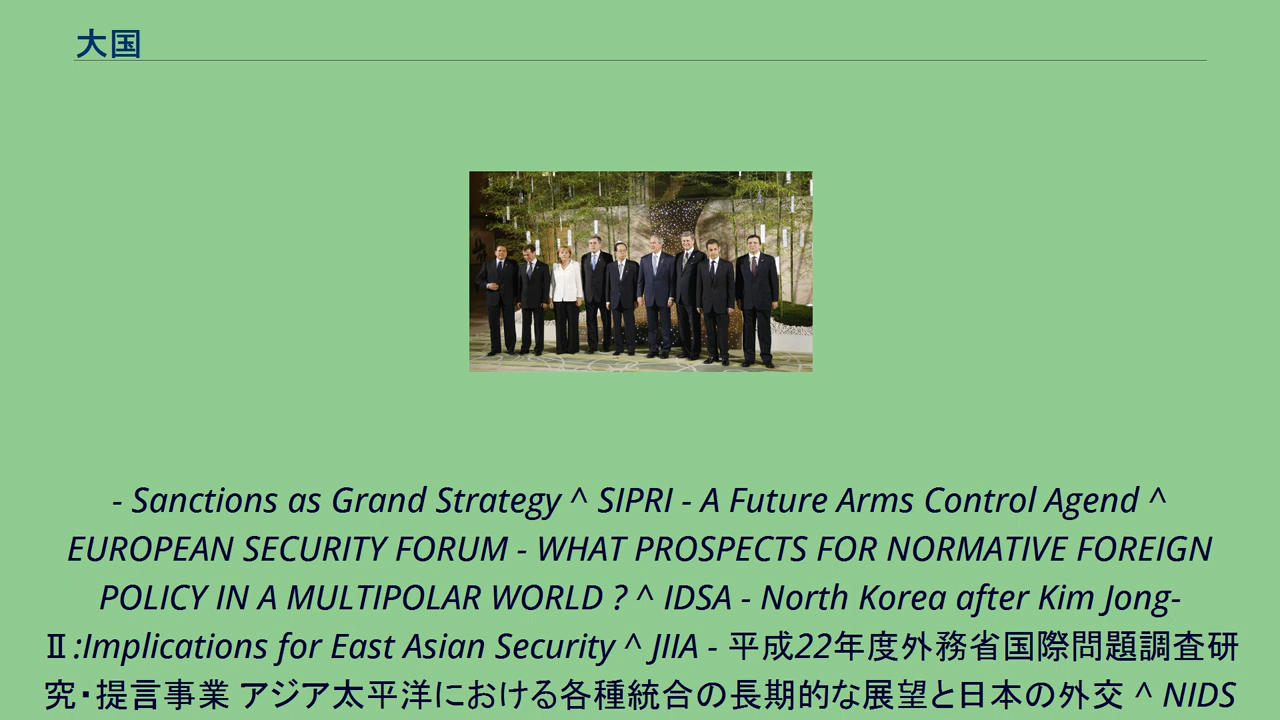 大国
- Sanctions as Grand Strategy ^ SIPRI - A Future Arms Control Agend ^
EUROPEAN SECURITY FORUM - WHAT PROSPECTS FOR NORMATIVE FOREIGN
POLICY IN A MULTIPOLAR WORLD ? ^ IDSA - North Korea after Kim Jong-
Ⅱ:Implications for East Asian Security ^ JIIA - 平成22年度外務省国際問題調査研
究・提言事業 アジア太平洋における各種統合の長期的な展望と日本の外交 ^ NIDS